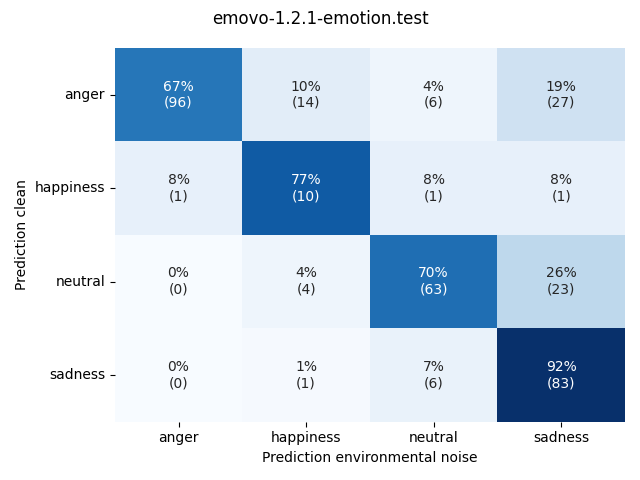 emovo-1.2.1-emotion.test
Prediction clean
anger
67% 10% 4% 19%
(96) (14) (6) (27)
happiness
8% 77% 8% 8%
(1) (10) (1) (1)
neutral
0% 4% 70% 26%
(0) (4) (63) (23)
sadness
0% 1% 7% 92%
(0) (1) (6) (83)
anger happiness neutral sadness
Prediction environmental noise